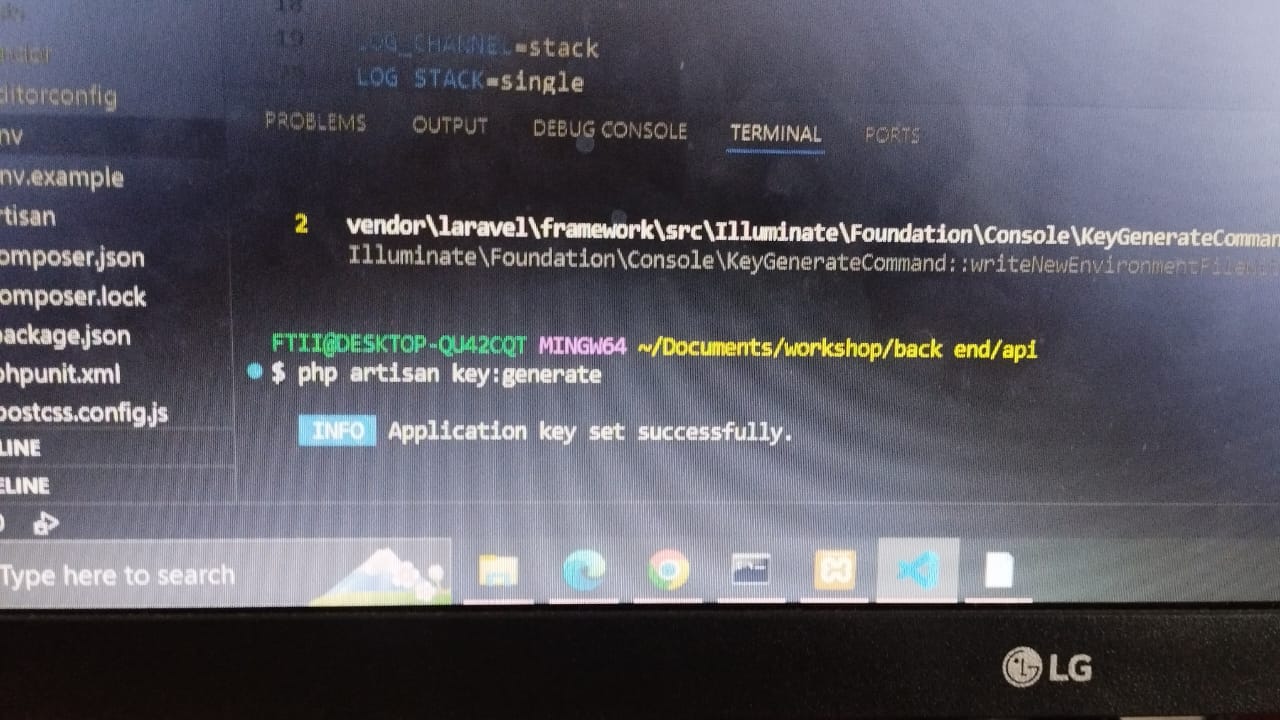 18
19 LOG_CHANNEL=stack
20 LOG_STACK=single
ditorconfig
nv
nv.example
rtisan
omposer.json
omposer.lock
ackage.json
phpunit.xml
postcss.config.js
LINE
ELINE
PROBLEMS OUTPUT DEBUG CONSOLE TERMINAL PORTS
2 vendor\laravel\framework\src\Illuminate\Foundation\Console\KeyGenerateComman
Illuminate\Foundation\Console\KeyGenerateCommand::writeNewEnvironmentFile
FTII@DESKTOP-QU42CQT MINGW64 ~/Documents/workshop/back end/api
$ php artisan key:generate
INFO Application key set successfully.
Type here to search
LG